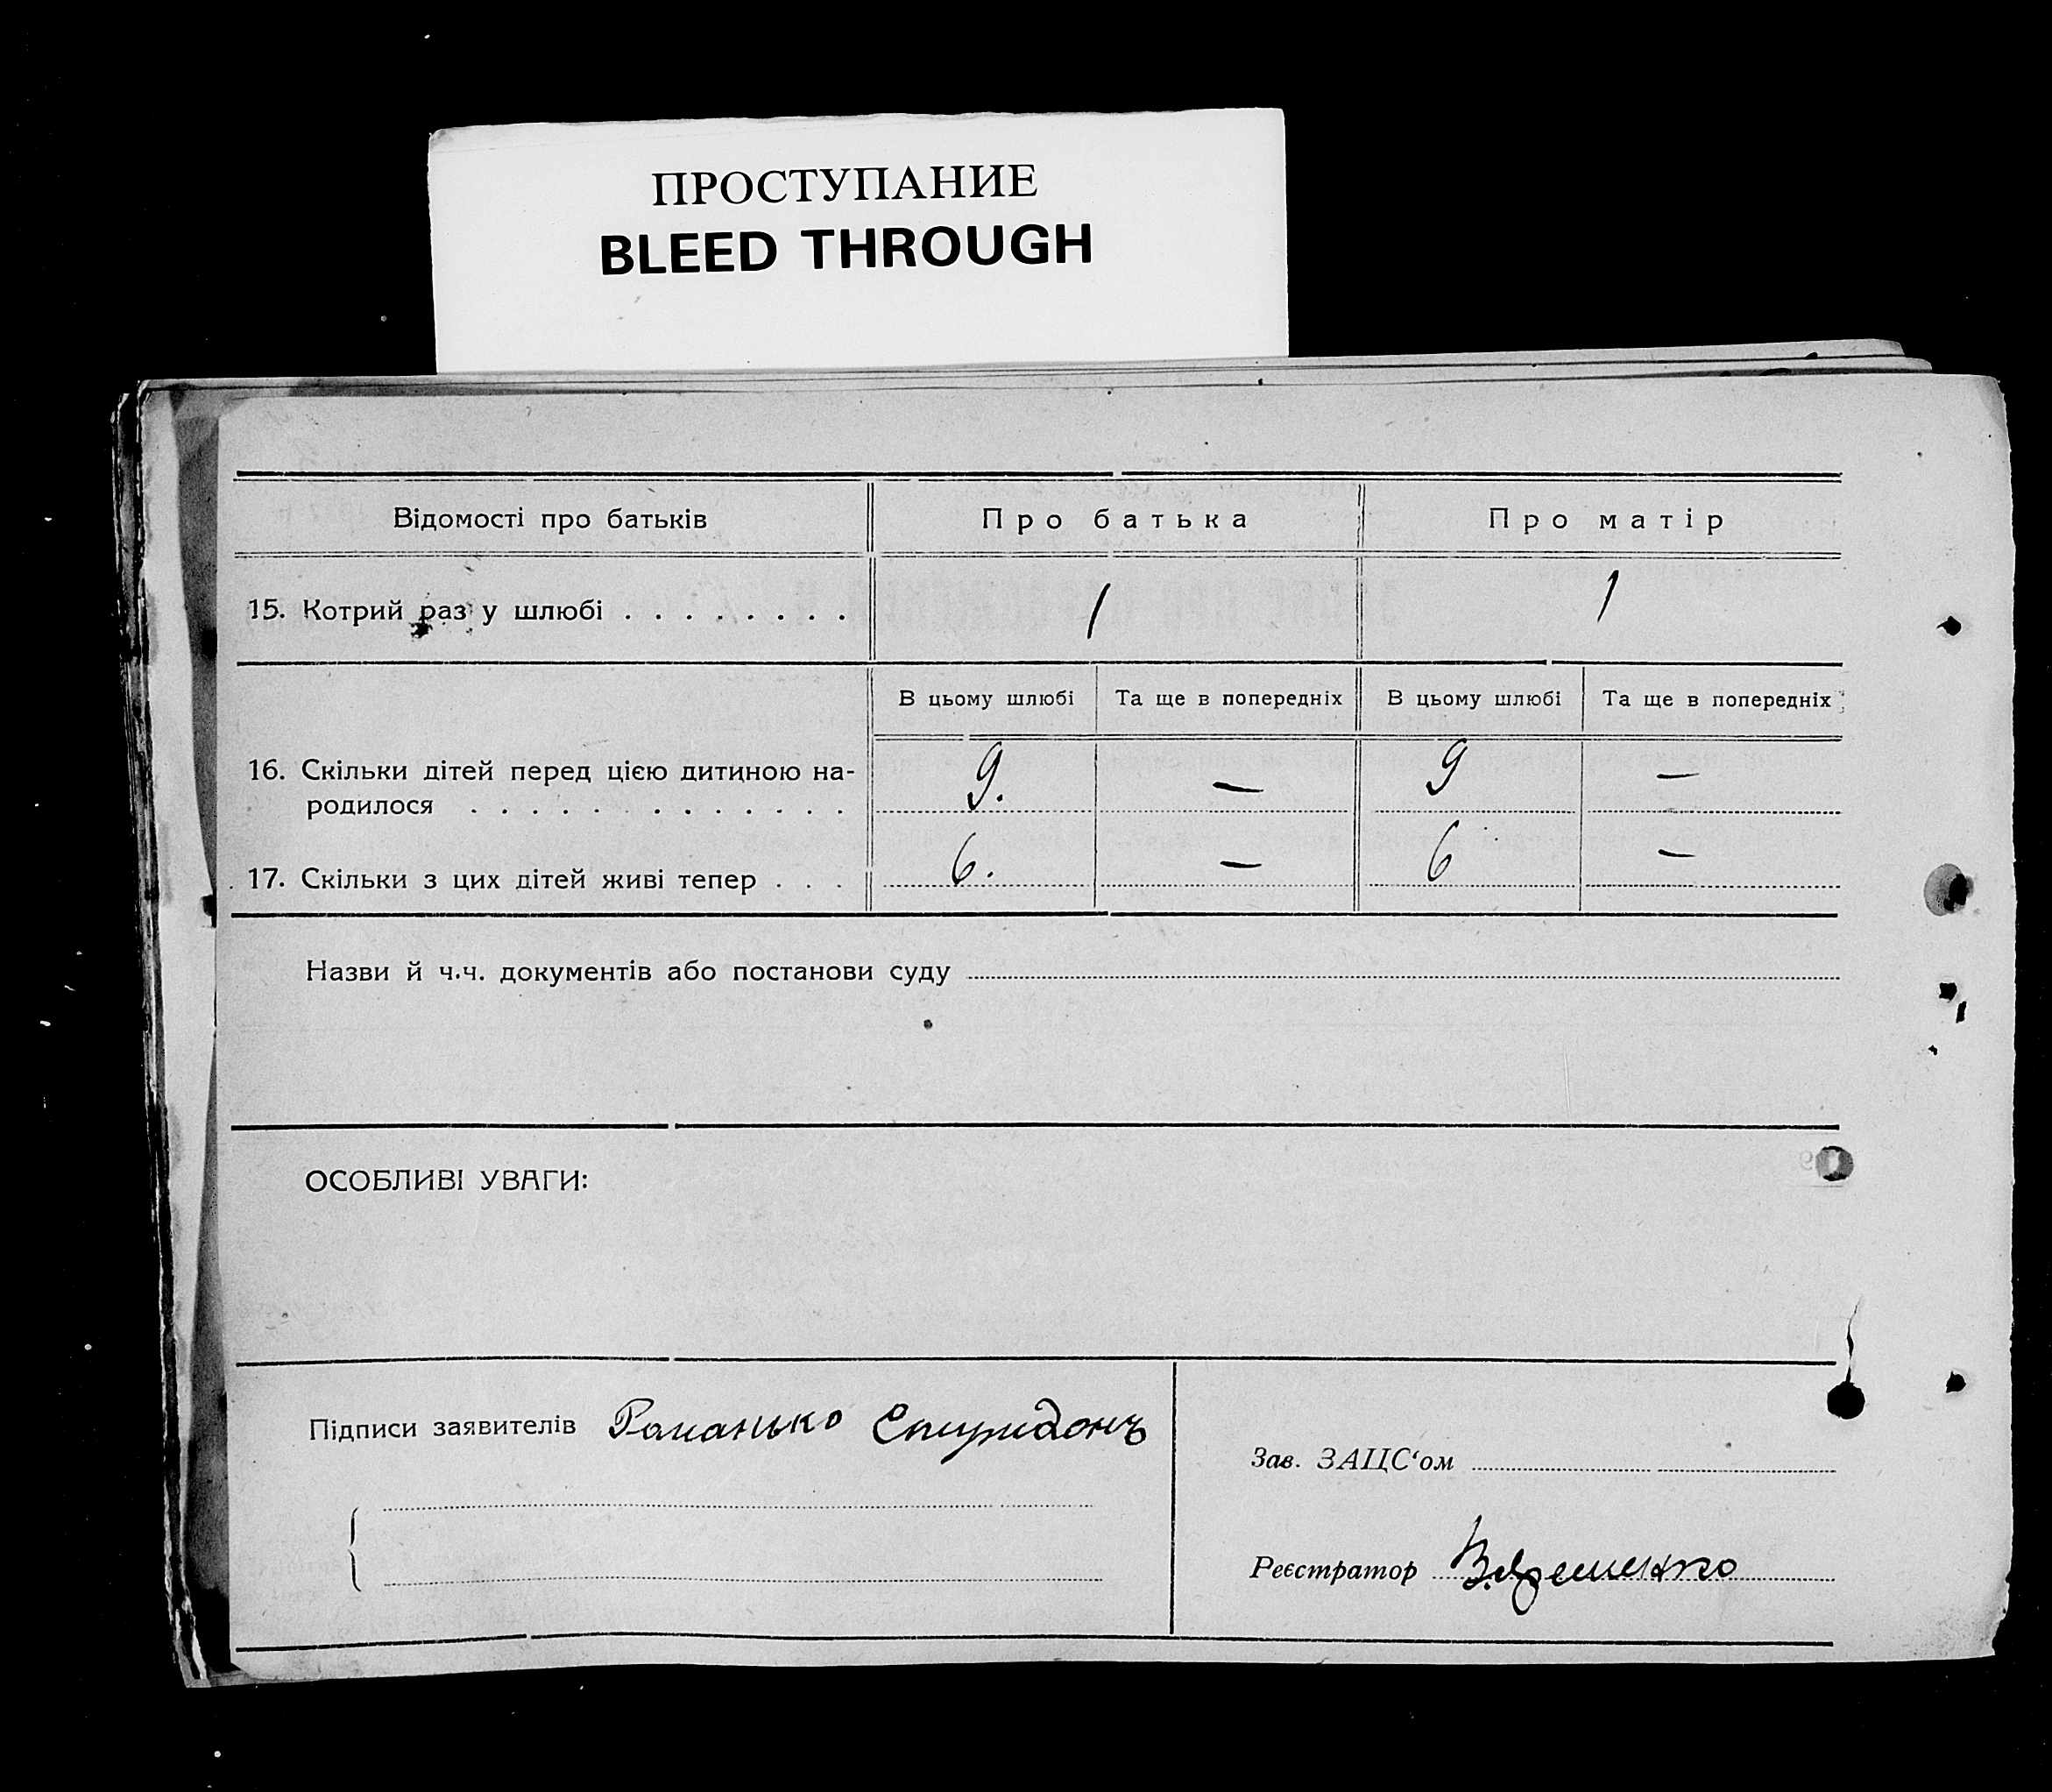 ПРОСТУПАНИЕ
BLEED THROUGH
Відомості про батьків Про батька Про матір
15. Котрий раз у шлюбі . . . . . . . . 1 1
В цьому шлюбі Та ще в попередніх В цьому шлюбі Та ще в попередніх
16. Скільки дітей перед цією дитиною на-
родилося . . . . . . . . . . . . . 9. — 9 —
17. Скільки з цих дітей живі тепер . . . 6. — 6 —
Назви й ч.ч. документів або постанови суду
ОСОБЛИВІ УВАГИ:
Підписи заявителів Романько Спиридонъ
Зав. ЗАЦС‘ом
Реєстратор